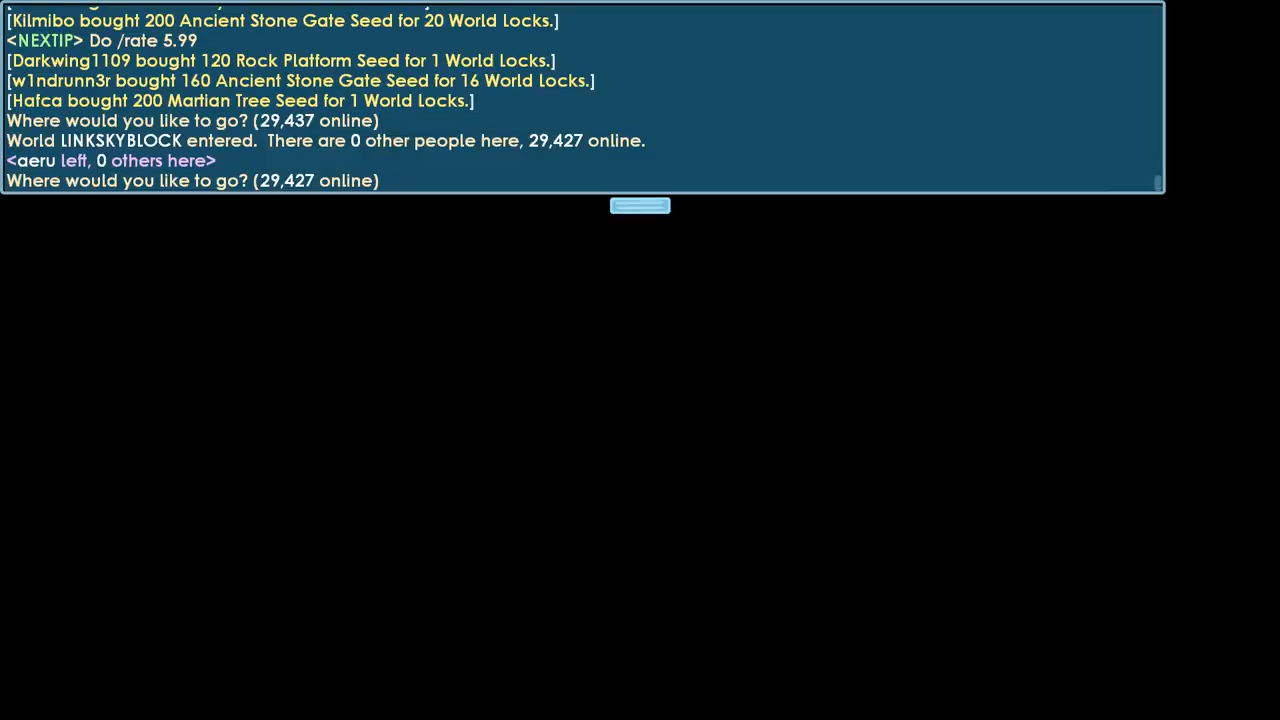 [Kilmibo bought 200 Ancient Stone Gate Seed for 20 World Locks.]
<NEXTIP> Do /rate 5.99
[Darkwing1109 bought 120 Rock Platform Seed for 1 World Locks.]
[w1ndrunn3r bought 160 Ancient Stone Gate Seed for 16 World Locks.]
[Hafca bought 200 Martian Tree Seed for 1 World Locks.]
Where would you like to go? (29,437 online)
World LINKSKYBLOCK entered.  There are 0 other people here, 29,427 online.
<aeru left, 0 others here>
Where would you like to go? (29,427 online)